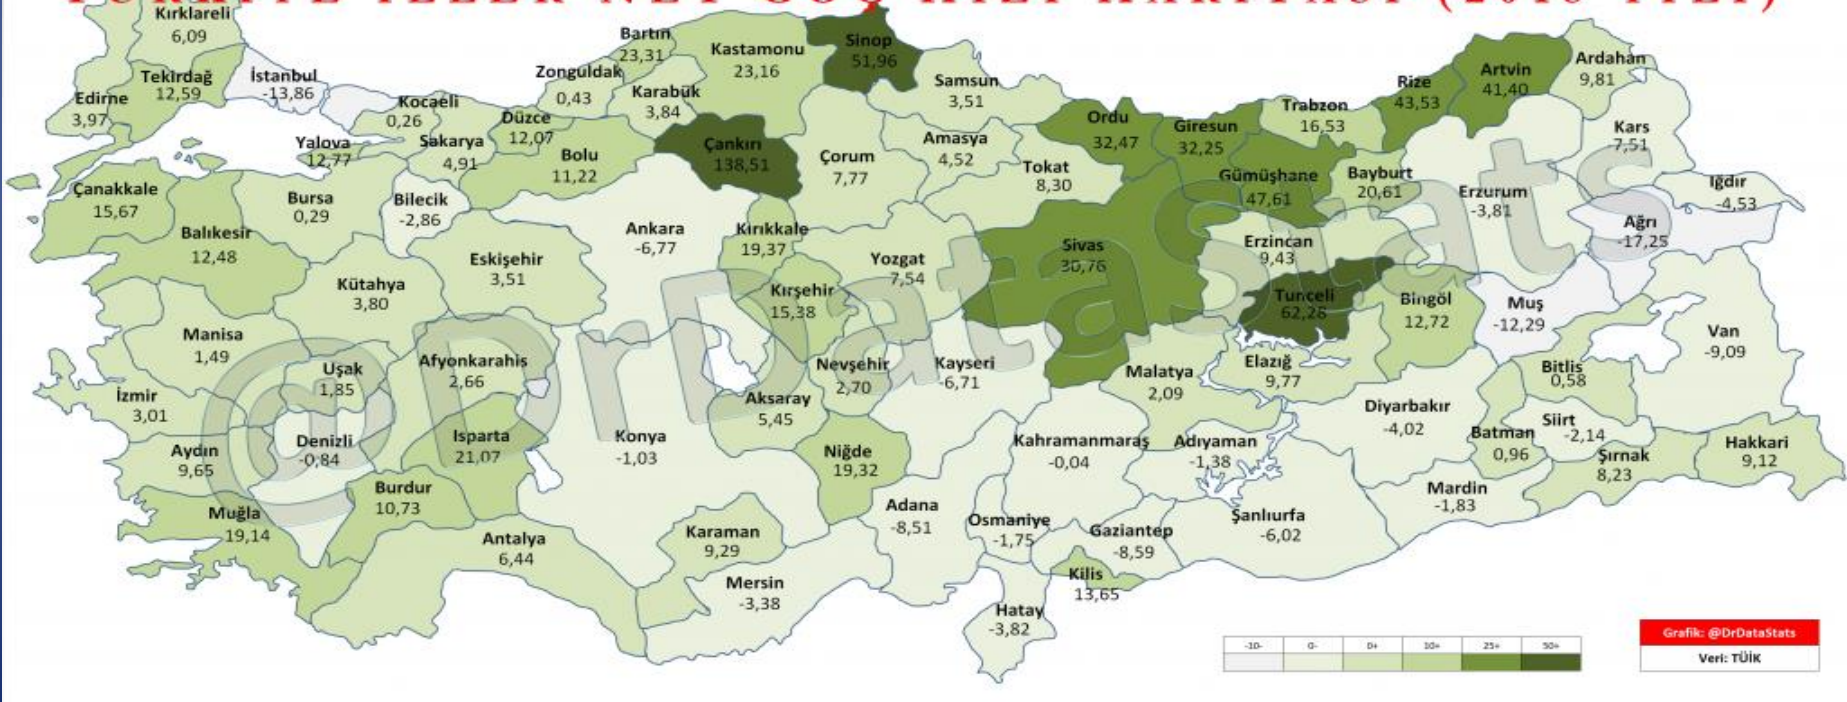 TÜRKİYE İLLER NET GÖÇ HIZI HARİTASI (2018 YILI)
Kırklareli
6,09
Tekirdağ
12,59
İstanbul
-13,86
Edirne
3,97
Kocaeli
0,26
Yalova
12,77
Sakarya
4,91
Düzce
12,07
Zonguldak
0,43
Bartın
23,31
Karabük
3,84
Kastamonu
23,16
Sinop
51,96
Samsun
3,51
Bolu
11,22
Çankırı
138,51
Çorum
7,77
Amasya
4,52
Tokat
8,30
Ordu
32,47
Giresun
32,25
Trabzon
16,53
Rize
43,53
Artvin
41,40
Ardahan
9,81
Kars
-7,51
Iğdır
-4,53
Ağrı
-17,25
Erzurum
-3,81
Bayburt
20,61
Gümüşhane
47,61
Erzincan
9,43
Sivas
30,76
Yozgat
7,54
Kırıkkale
19,37
Ankara
-6,77
Kırşehir
15,38
Eskişehir
3,51
Bilecik
-2,86
Bursa
0,29
Çanakkale
15,67
Balıkesir
12,48
Kütahya
3,80
Manisa
1,49
Uşak
1,85
Afyonkarahis
2,66
İzmir
3,01
Aydın
9,65
Denizli
-0,84
Isparta
21,07
Burdur
10,73
Muğla
19,14
Antalya
6,44
Konya
-1,03
Karaman
9,29
Mersin
-3,38
Aksaray
5,45
Nevşehir
2,70
Niğde
19,32
Kayseri
-6,71
Adana
-8,51
Osmaniye
-1,75
Hatay
-3,82
Kahramanmaraş
-0,04
Gaziantep
-8,59
Kilis
13,65
Malatya
2,09
Adıyaman
-1,38
Şanlıurfa
-6,02
Elazığ
9,77
Tunceli
62,28
Bingöl
12,72
Muş
-12,29
Van
-9,09
Bitlis
0,58
Diyarbakır
-4,02
Batman
0,96
Siirt
-2,14
Şırnak
8,23
Hakkari
9,12
Mardin
-1,83
@DrDataStats
-10- 0- 0+ 10+ 25+ 50+
Grafik: @DrDataStats
Veri: TÜİK